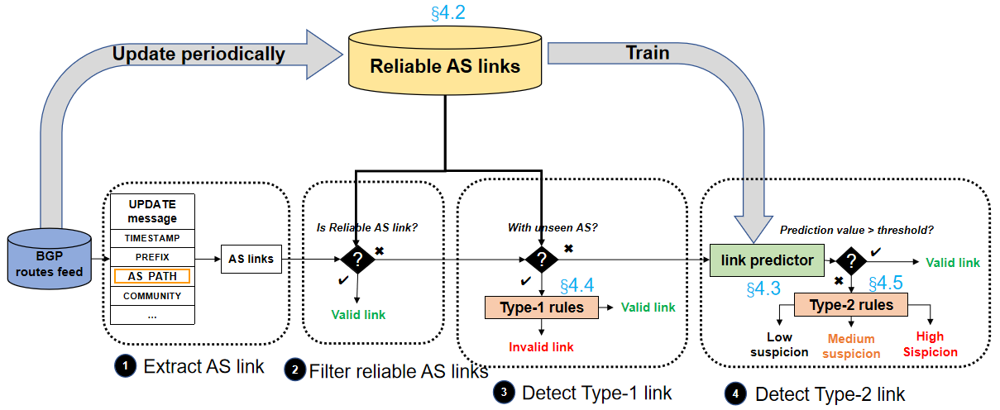 §4.2
Update periodically
Reliable AS links
Train
BGP
routes feed
UPDATE
message
TIMESTAMP
PREFIX
AS PATH
COMMUNITY
...
AS links
1 Extract AS link
Is Reliable AS link?
?
✖
✔
Valid link
2 Filter reliable AS links
With unseen AS?
?
✖
✔
§4.4
Type-1 rules
Valid link
Invalid link
3 Detect Type-1 link
Prediction value > threshold?
link predictor
§4.3
?
✔
✖
Valid link
§4.5
Type-2 rules
Low
suspicion
Medium
suspicion
High
Sispicion
4 Detect Type-2 link